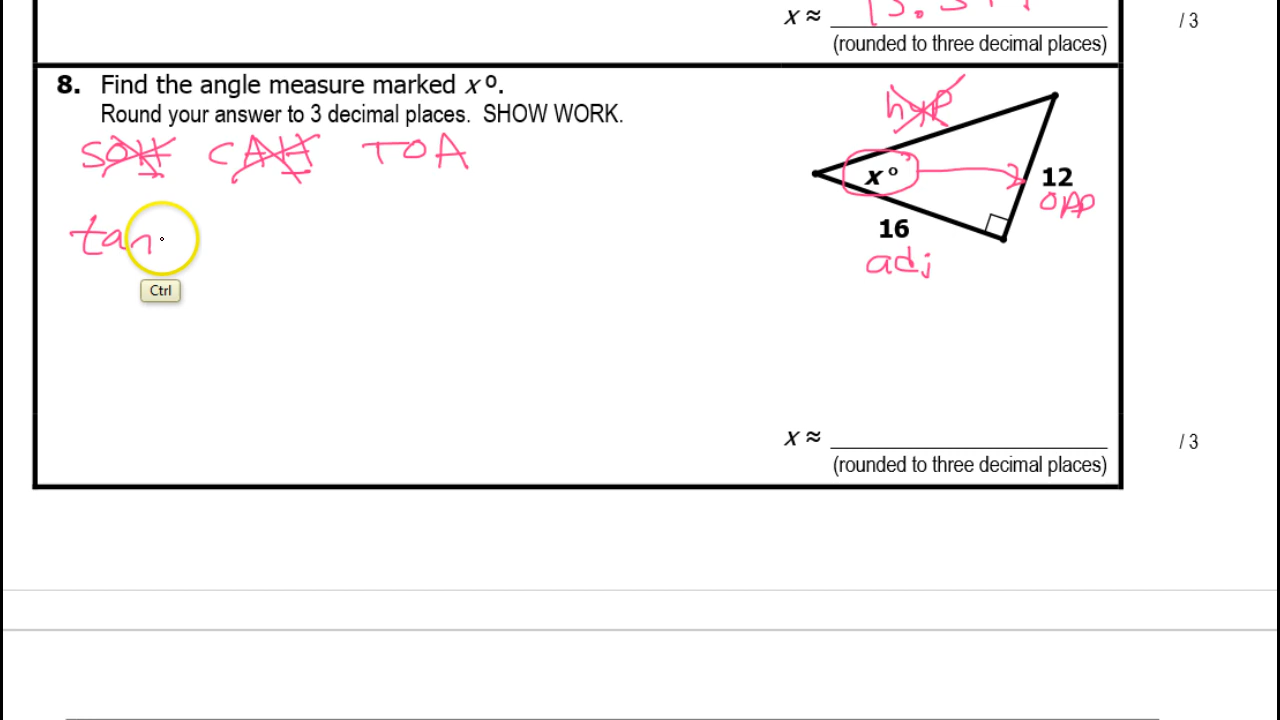 x ≈
/ 3
(rounded to three decimal places)
8. Find the angle measure marked x º.
Round your answer to 3 decimal places. SHOW WORK.
hyp
SOH CAH TOA
x º
12
opp
16
adj
tan
Ctrl
x ≈
/ 3
(rounded to three decimal places)